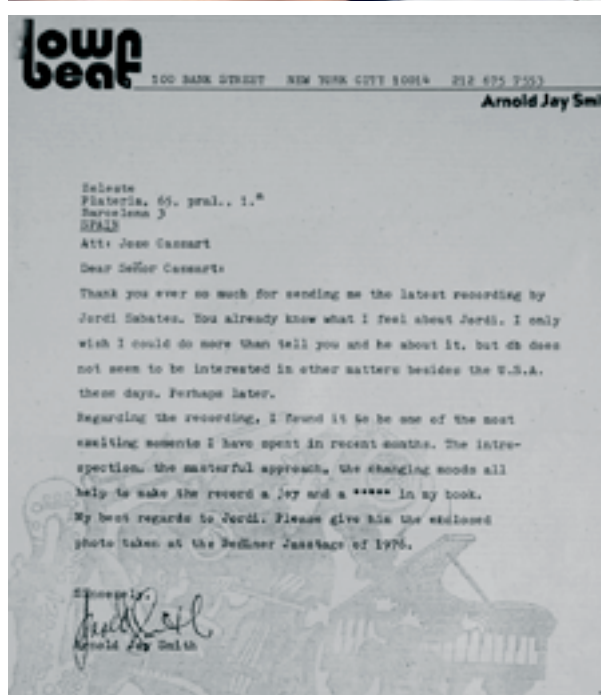 down
beat
100 BANK STREET NEW YORK CITY 10014 212 675 7553
Arnold Jay Smi
Zeleste
Plateria, 65. pral., 1.ª
Barcelona 3
SPAIN
Att: Jose Cassart
Dear Señor Cassart:
Thank you ever so much for sending me the latest recording by
Jordi Sabates. You already know what I feel about Jordi. I only
wish I could do more than tell you and he about it, but db does
not seem to be interested in other matters besides the U.S.A.
these days. Perhaps later.
Regarding the recording, I found it to be one of the most
exciting moments I have spent in recent months. The intro-
spection, the masterful approach, the changing moods all
help to make the record a joy and a ***** in my book.
My best regards to Jordi. Please give him the enclosed
photo taken at the Berliner Jazztage of 1976.
Sincerely,
Arnold Jay Smith